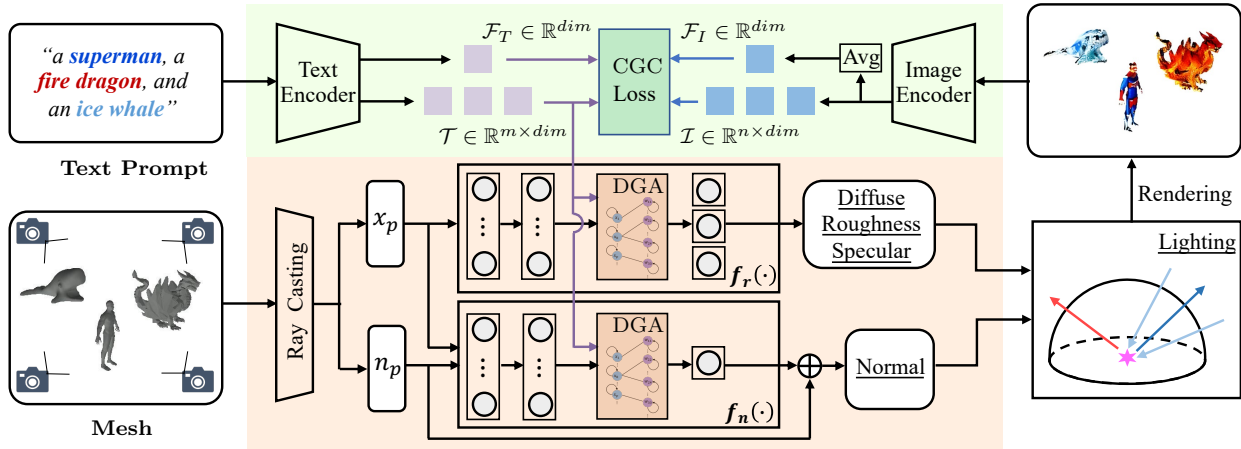 “a superman, a
fire dragon, and
an ice whale”
Text Prompt
Text
Encoder
$\mathcal{F}_T \in \mathbb{R}^{dim}$
$\mathcal{T} \in \mathbb{R}^{m \times dim}$
CGC
Loss
$\mathcal{F}_I \in \mathbb{R}^{dim}$
$\mathcal{I} \in \mathbb{R}^{n \times dim}$
Avg
Image
Encoder
Rendering
Mesh
Ray Casting
$x_p$
$n_p$
DGA
$f_r(\cdot)$
DGA
$f_n(\cdot)$
Diffuse
Roughness
Specular
Normal
Lighting